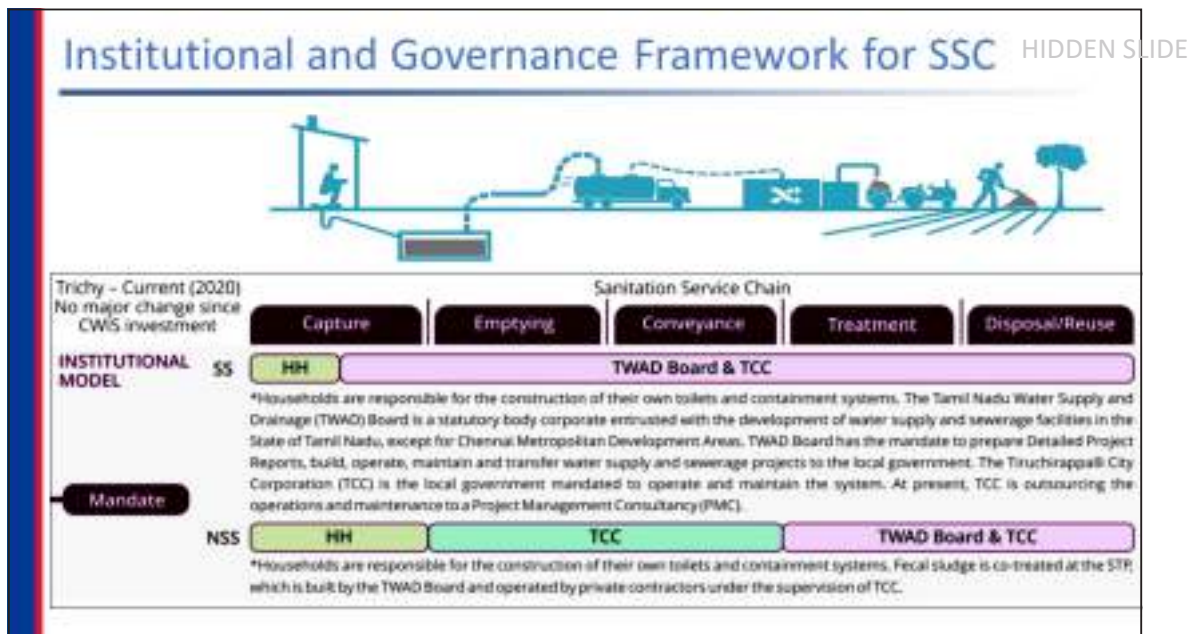 Institutional and Governance Framework for SSC
HIDDEN SLIDE
Trichy – Current (2020)
No major change since
CWIS investment
Sanitation Service Chain
Capture
Emptying
Conveyance
Treatment
Disposal/Reuse
INSTITUTIONAL
MODEL
SS
HH
TWAD Board & TCC
*Households are responsible for the construction of their own toilets and containment systems. The Tamil Nadu Water Supply and
Drainage (TWAD) Board is a statutory body corporate entrusted with the development of water supply and sewerage facilities in the
State of Tamil Nadu, except for Chennai Metropolitan Development Areas. TWAD Board has the mandate to prepare Detailed Project
Reports, build, operate, maintain and transfer water supply and sewerage projects to the local government. The Tiruchirappalli City
Corporation (TCC) is the local government mandated to operate and maintain the system. At present, TCC is outsourcing the
operations and maintenance to a Project Management Consultancy (PMC).
Mandate
NSS
HH
TCC
TWAD Board & TCC
*Households are responsible for the construction of their own toilets and containment systems. Fecal sludge is co-treated at the STP,
which is built by the TWAD Board and operated by private contractors under the supervision of TCC.